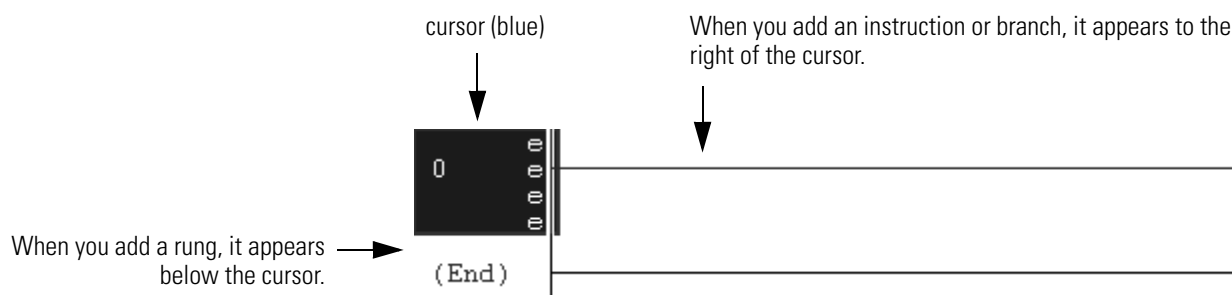 cursor (blue)
When you add an instruction or branch, it appears to the
right of the cursor.
0
e
e
e
e
When you add a rung, it appears
below the cursor.
(End)